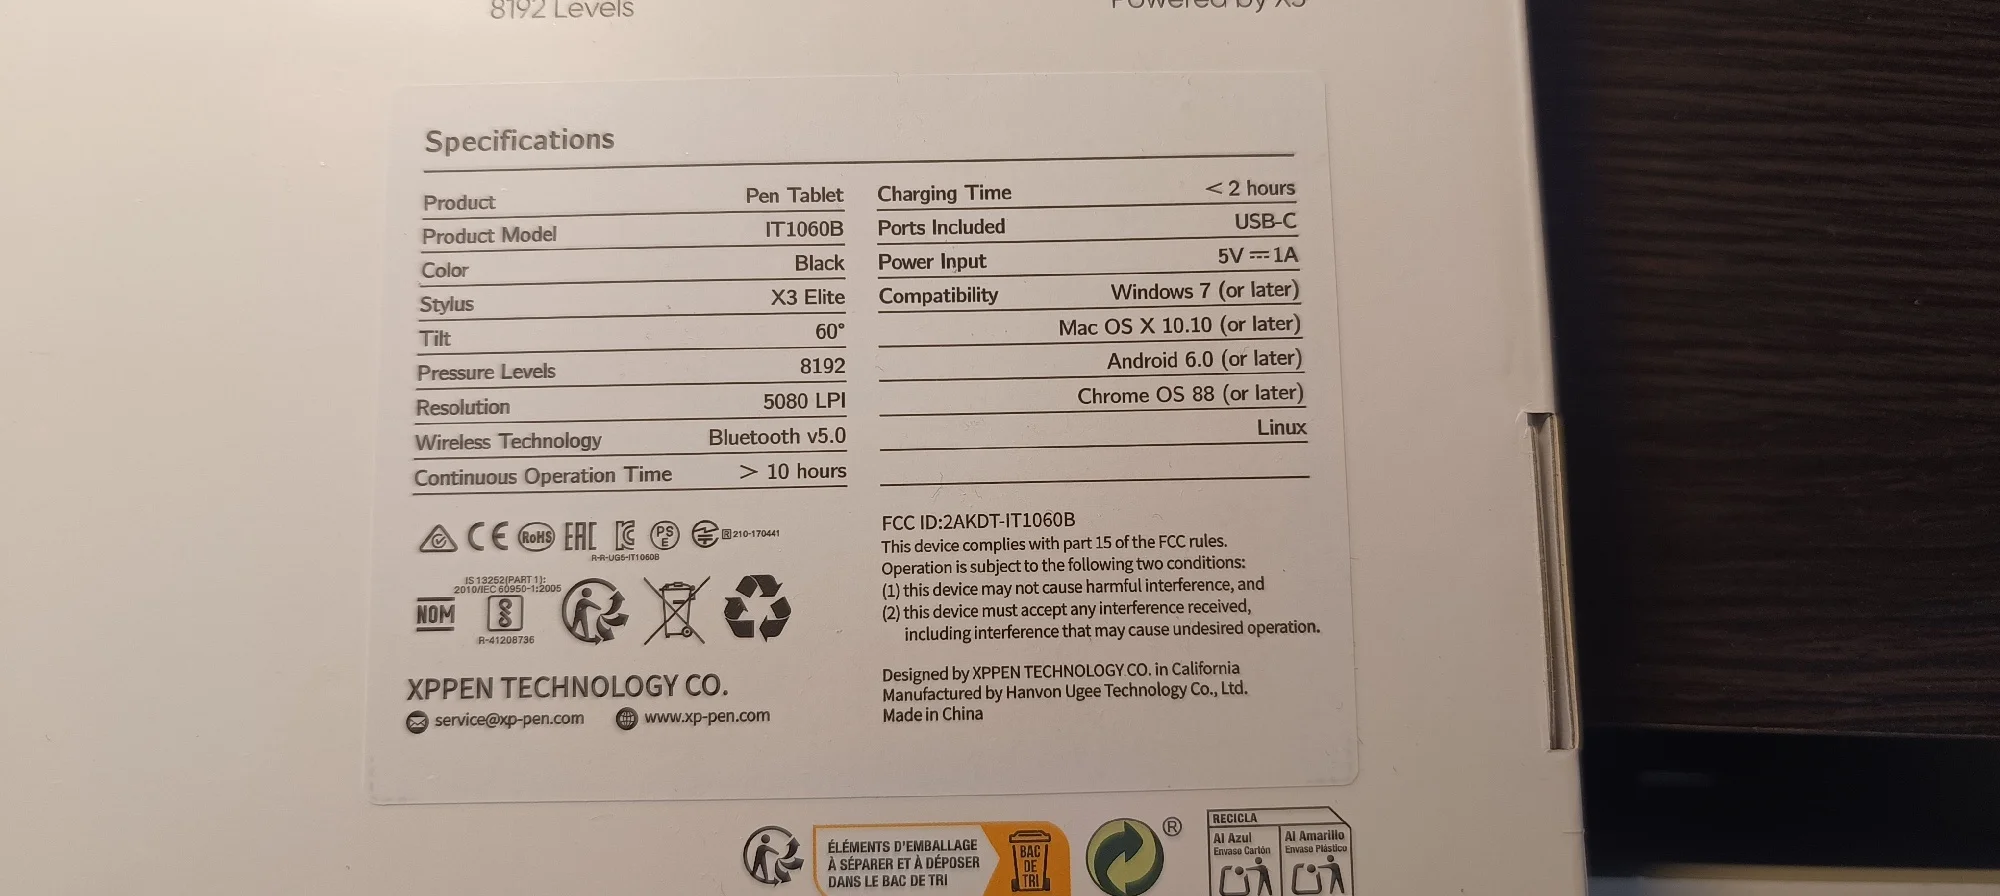 8192 Levels
Powered by X3
Specifications
Product Pen Tablet
Product Model IT1060B
Color Black
Stylus X3 Elite
Tilt 60°
Pressure Levels 8192
Resolution 5080 LPI
Wireless Technology Bluetooth v5.0
Continuous Operation Time > 10 hours
Charging Time < 2 hours
Ports Included USB-C
Power Input 5V ⎓ 1A
Compatibility Windows 7 (or later)
Mac OS X 10.10 (or later)
Android 6.0 (or later)
Chrome OS 88 (or later)
Linux
CE RoHS EAC PS E R 210-170441
R-R-UG5-IT1060B
IS 13252(PART 1):
2010/IEC 60950-1:2005
NOM
R-41208736
XPPEN TECHNOLOGY CO.
service@xp-pen.com www.xp-pen.com
FCC ID:2AKDT-IT1060B
This device complies with part 15 of the FCC rules.
Operation is subject to the following two conditions:
(1) this device may not cause harmful interference, and
(2) this device must accept any interference received,
including interference that may cause undesired operation.
Designed by XPPEN TECHNOLOGY CO. in California
Manufactured by Hanvon Ugee Technology Co., Ltd.
Made in China
ÉLÉMENTS D'EMBALLAGE
À SÉPARER ET À DÉPOSER
DANS LE BAC DE TRI
BAC
DE
TRI
®
RECICLA
Al Azul
Envase Cartón
Al Amarillo
Envase Plástico